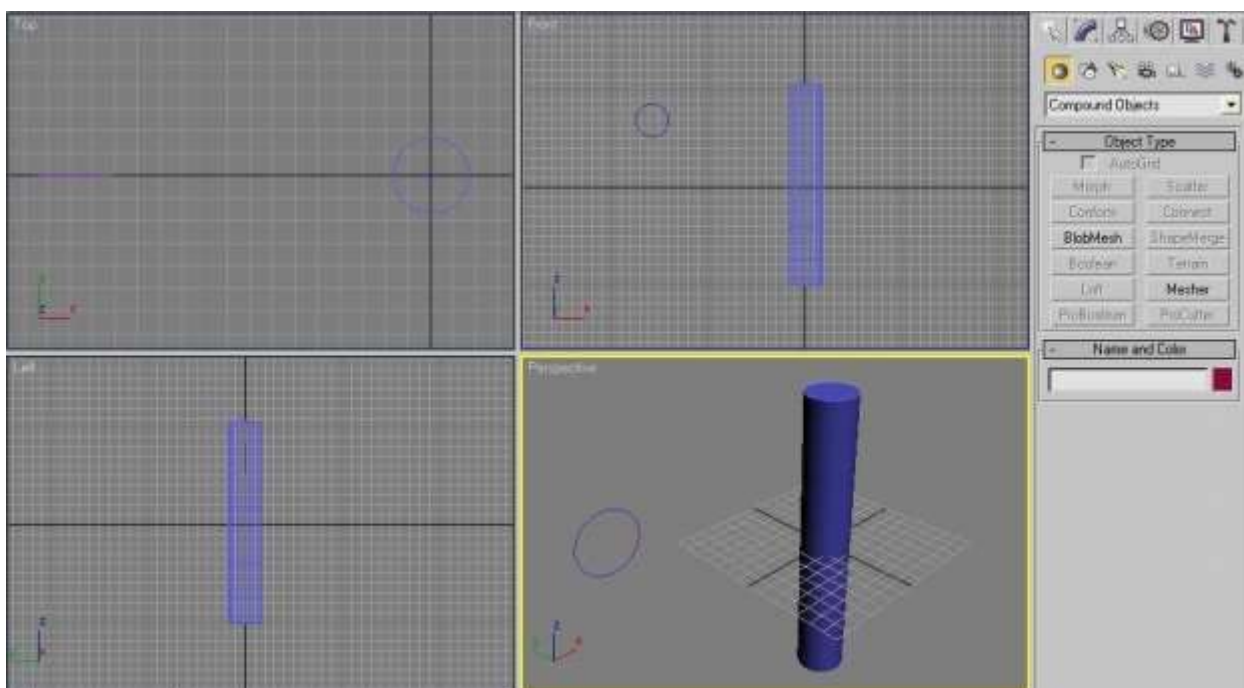 Top
Front
Compound Objects
- Object Type
AutoGrid
Morph Scatter
Conform Connect
BlobMesh ShapeMerge
Boolean Terrain
Loft Mesher
ProBoolean ProCutter
- Name and Color
Left
Perspective